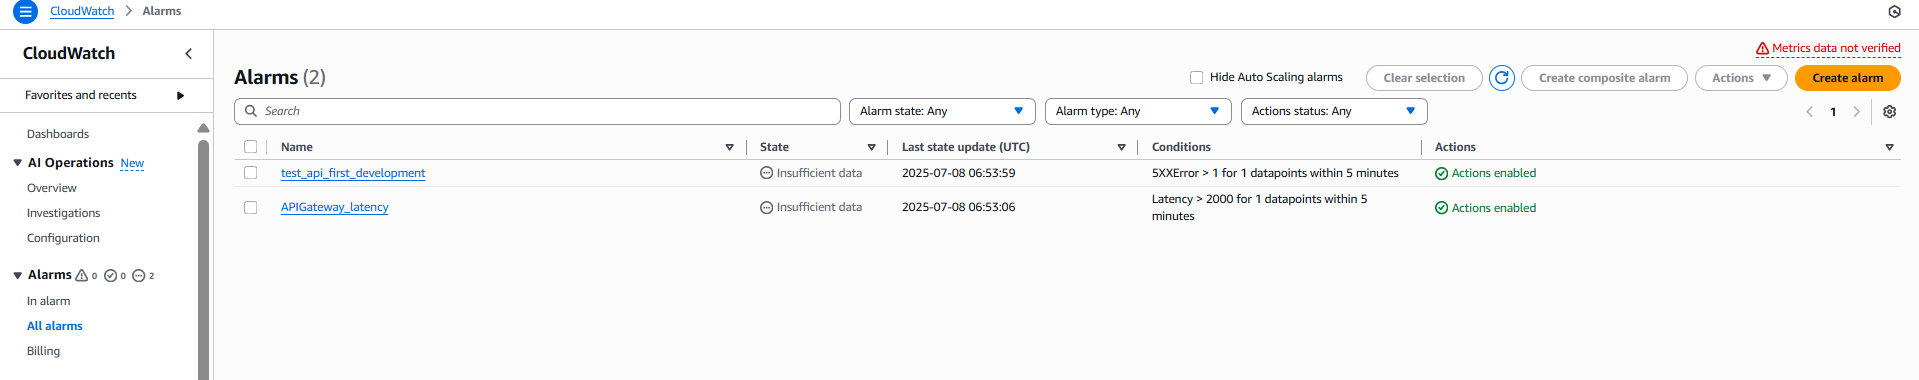 CloudWatch > Alarms
CloudWatch
Favorites and recents
Dashboards
AI Operations New
Overview
Investigations
Configuration
Alarms 0 0 2
In alarm
All alarms
Billing
Metrics data not verified
Alarms (2)
Hide Auto Scaling alarms Clear selection Create composite alarm Actions Create alarm
Search Alarm state: Any Alarm type: Any Actions status: Any 1
Name State Last state update (UTC) Conditions Actions
test_api_first_development Insufficient data 2025-07-08 06:53:59 5XXError > 1 for 1 datapoints within 5 minutes Actions enabled
APIGateway_latency Insufficient data 2025-07-08 06:53:06 Latency > 2000 for 1 datapoints within 5 Actions enabled
minutes